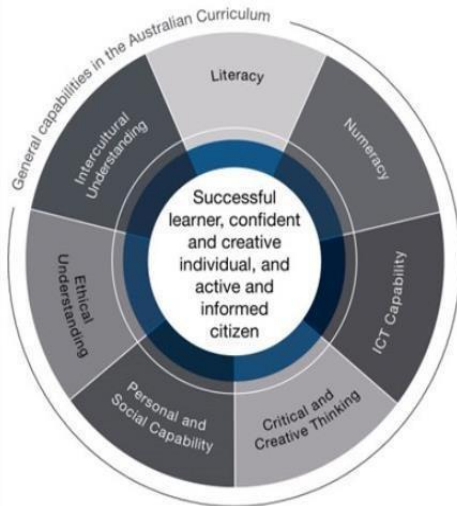 General capabilities in the Australian Curriculum
Literacy
Numeracy
ICT Capability
Critical and
Creative Thinking
Personal and
Social Capability
Ethical
Understanding
Intercultural
Understanding
Successful
learner, confident
and creative
individual, and
active and
informed
citizen